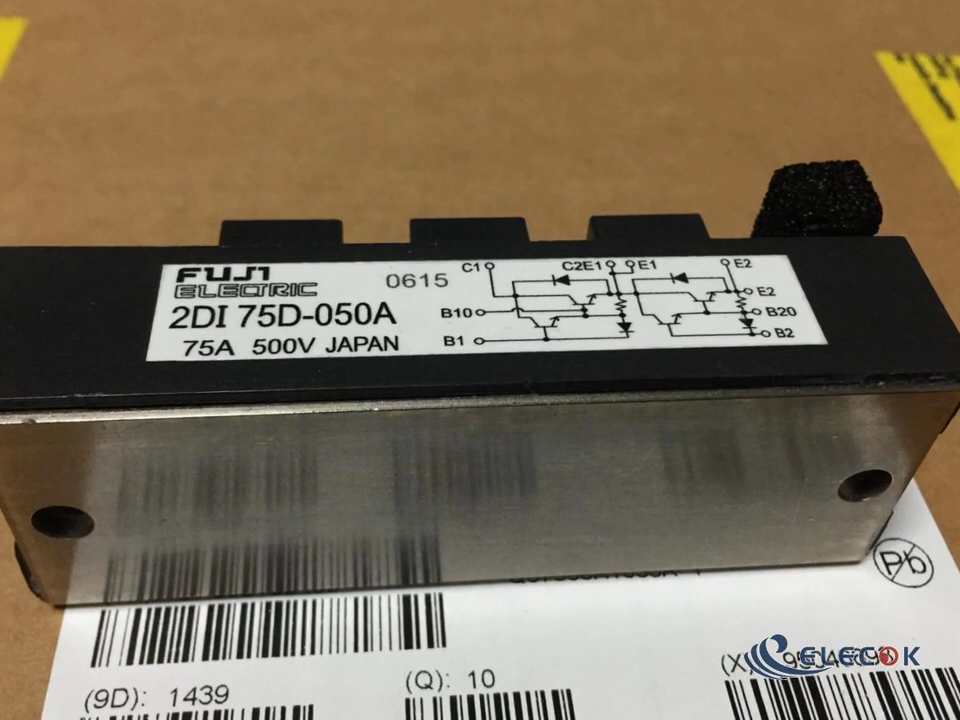 FUJI
ELECTRIC
0615
2DI 75D-050A
75A 500V JAPAN
C1
C2E1
E1
E2
E2
B10
B20
B1
B2
Pb
ELECOK
(9D): 1439
(Q): 10